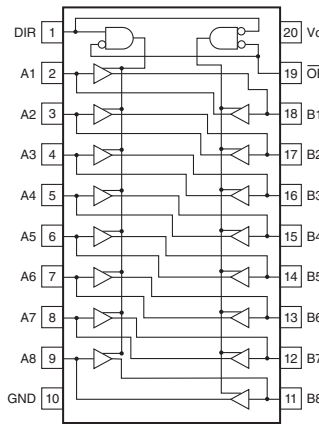 DIR 1 20
A1 2 19
A2 3 18 B1
A3 4 17 B2
A4 5 16 B3
A5 6 15 B4
A6 7 14 B5
A7 8 13 B6
A8 9 12 B7
GND 10 11 B8